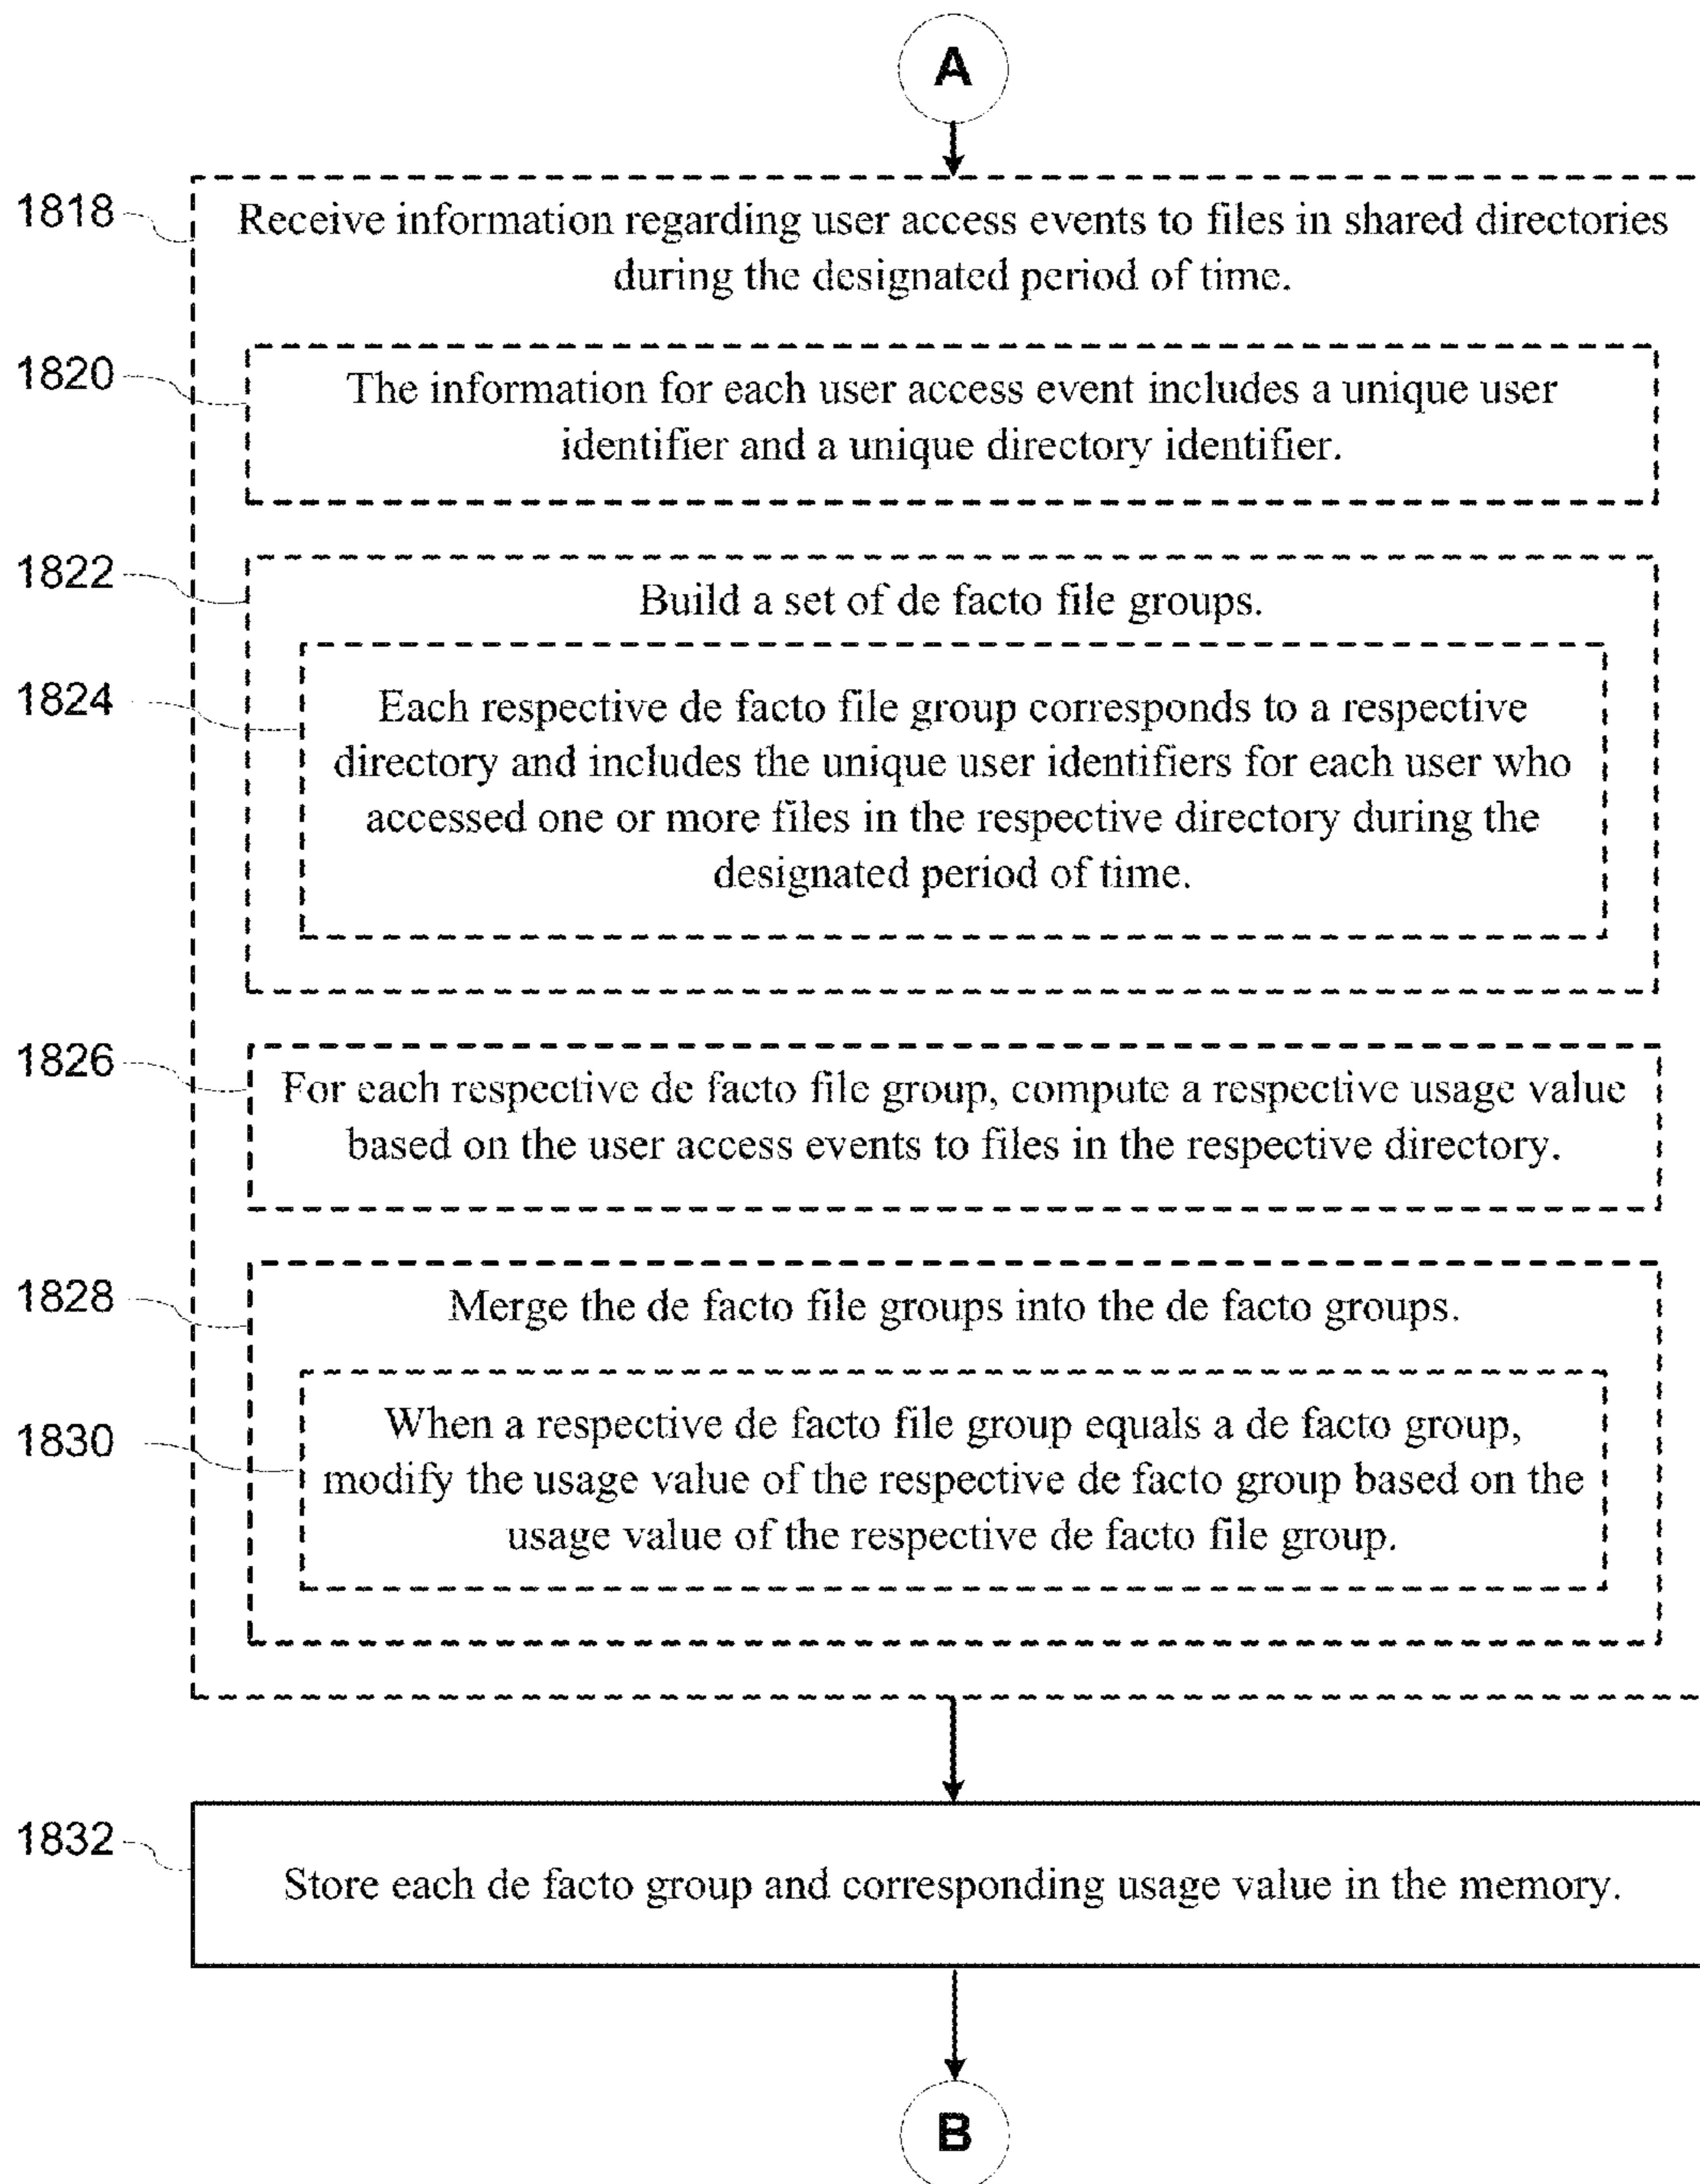 A
1818
Receive information regarding user access events to files in shared directories
during the designated period of time.
1820
The information for each user access event includes a unique user
identifier and a unique directory identifier.
1822
Build a set of de facto file groups.
1824
Each respective de facto file group corresponds to a respective
directory and includes the unique user identifiers for each user who
accessed one or more files in the respective directory during the
designated period of time.
1826
For each respective de facto file group, compute a respective usage value
based on the user access events to files in the respective directory.
1828
Merge the de facto file groups into the de facto groups.
1830
When a respective de facto file group equals a de facto group,
modify the usage value of the respective de facto group based on the
usage value of the respective de facto file group.
1832
Store each de facto group and corresponding usage value in the memory.
B